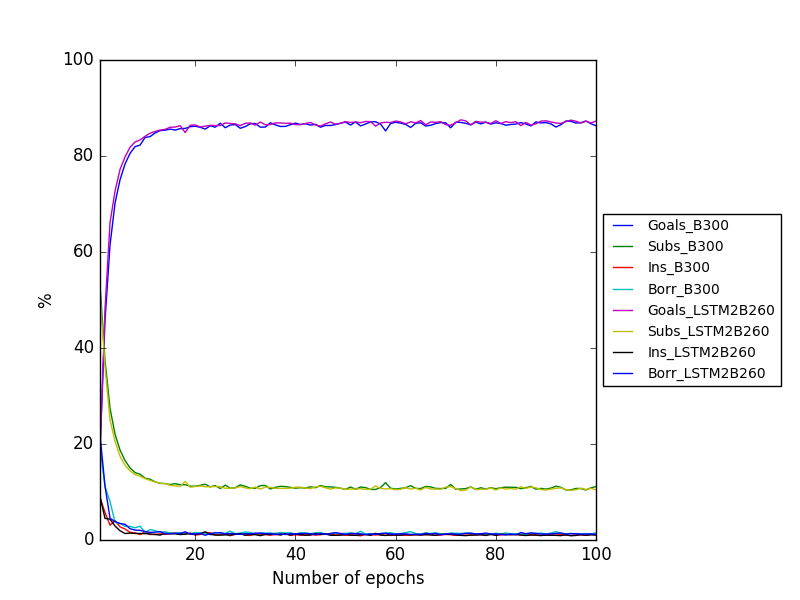 100
80
60
40
20
0
%
20 40 60 80 100
Number of epochs
Goals_B300
Subs_B300
Ins_B300
Borr_B300
Goals_LSTM2B260
Subs_LSTM2B260
Ins_LSTM2B260
Borr_LSTM2B260